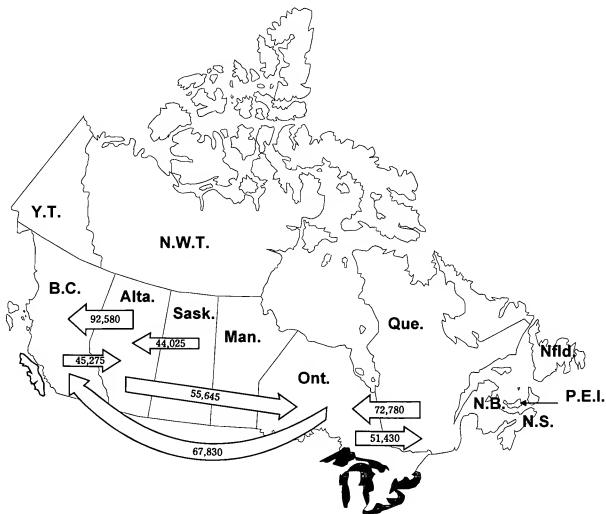 Y.T.
N.W.T.
B.C.
Alta.
Sask.
Man.
Ont.
Que.
Nfld.
P.E.I.
N.B.
N.S.
92,580
44,025
45,275
55,645
72,780
51,430
67,830